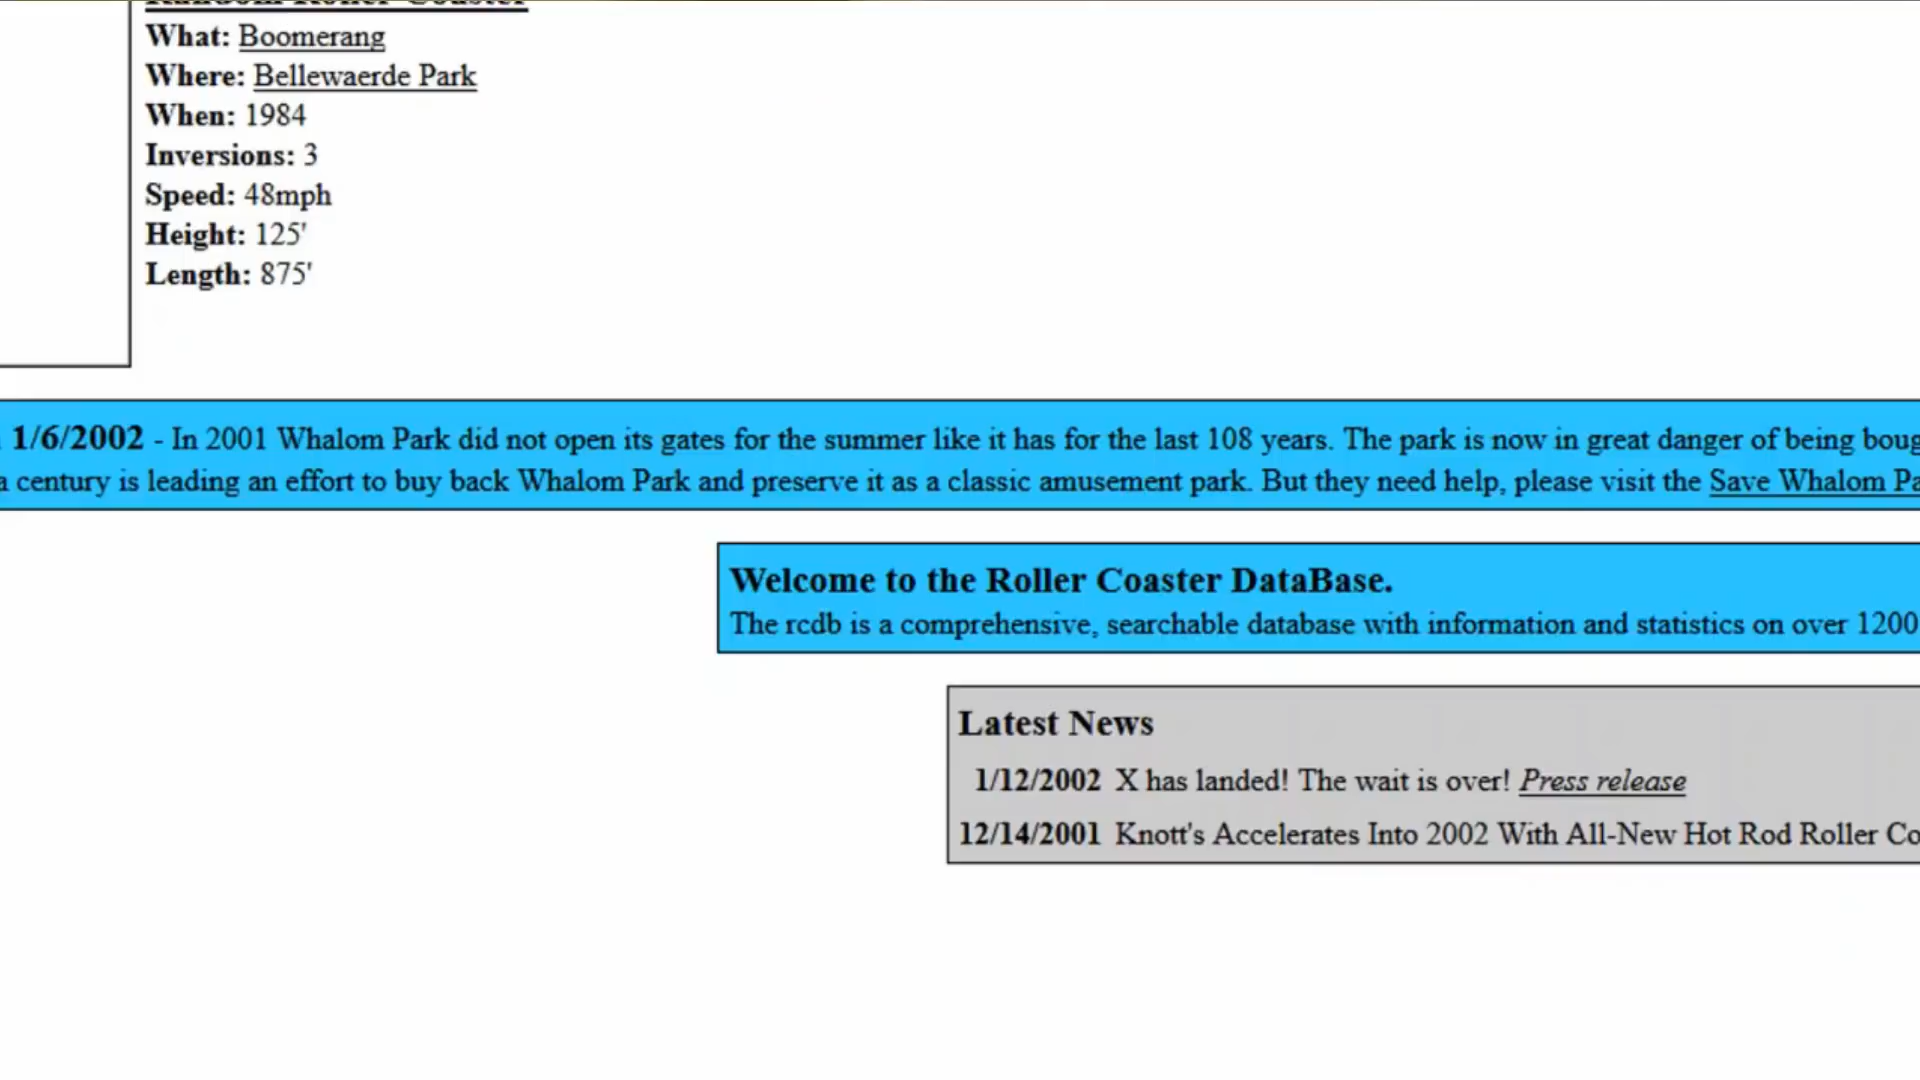 Random Roller Coaster
What: Boomerang
Where: Bellewaerde Park
When: 1984
Inversions: 3
Speed: 48mph
Height: 125'
Length: 875'
1/6/2002 - In 2001 Whalom Park did not open its gates for the summer like it has for the last 108 years. The park is now in great danger of being boug
a century is leading an effort to buy back Whalom Park and preserve it as a classic amusement park. But they need help, please visit the Save Whalom Pa
Welcome to the Roller Coaster DataBase.
The rcdb is a comprehensive, searchable database with information and statistics on over 1200
Latest News
1/12/2002 X has landed! The wait is over! Press release
12/14/2001 Knott's Accelerates Into 2002 With All-New Hot Rod Roller Co